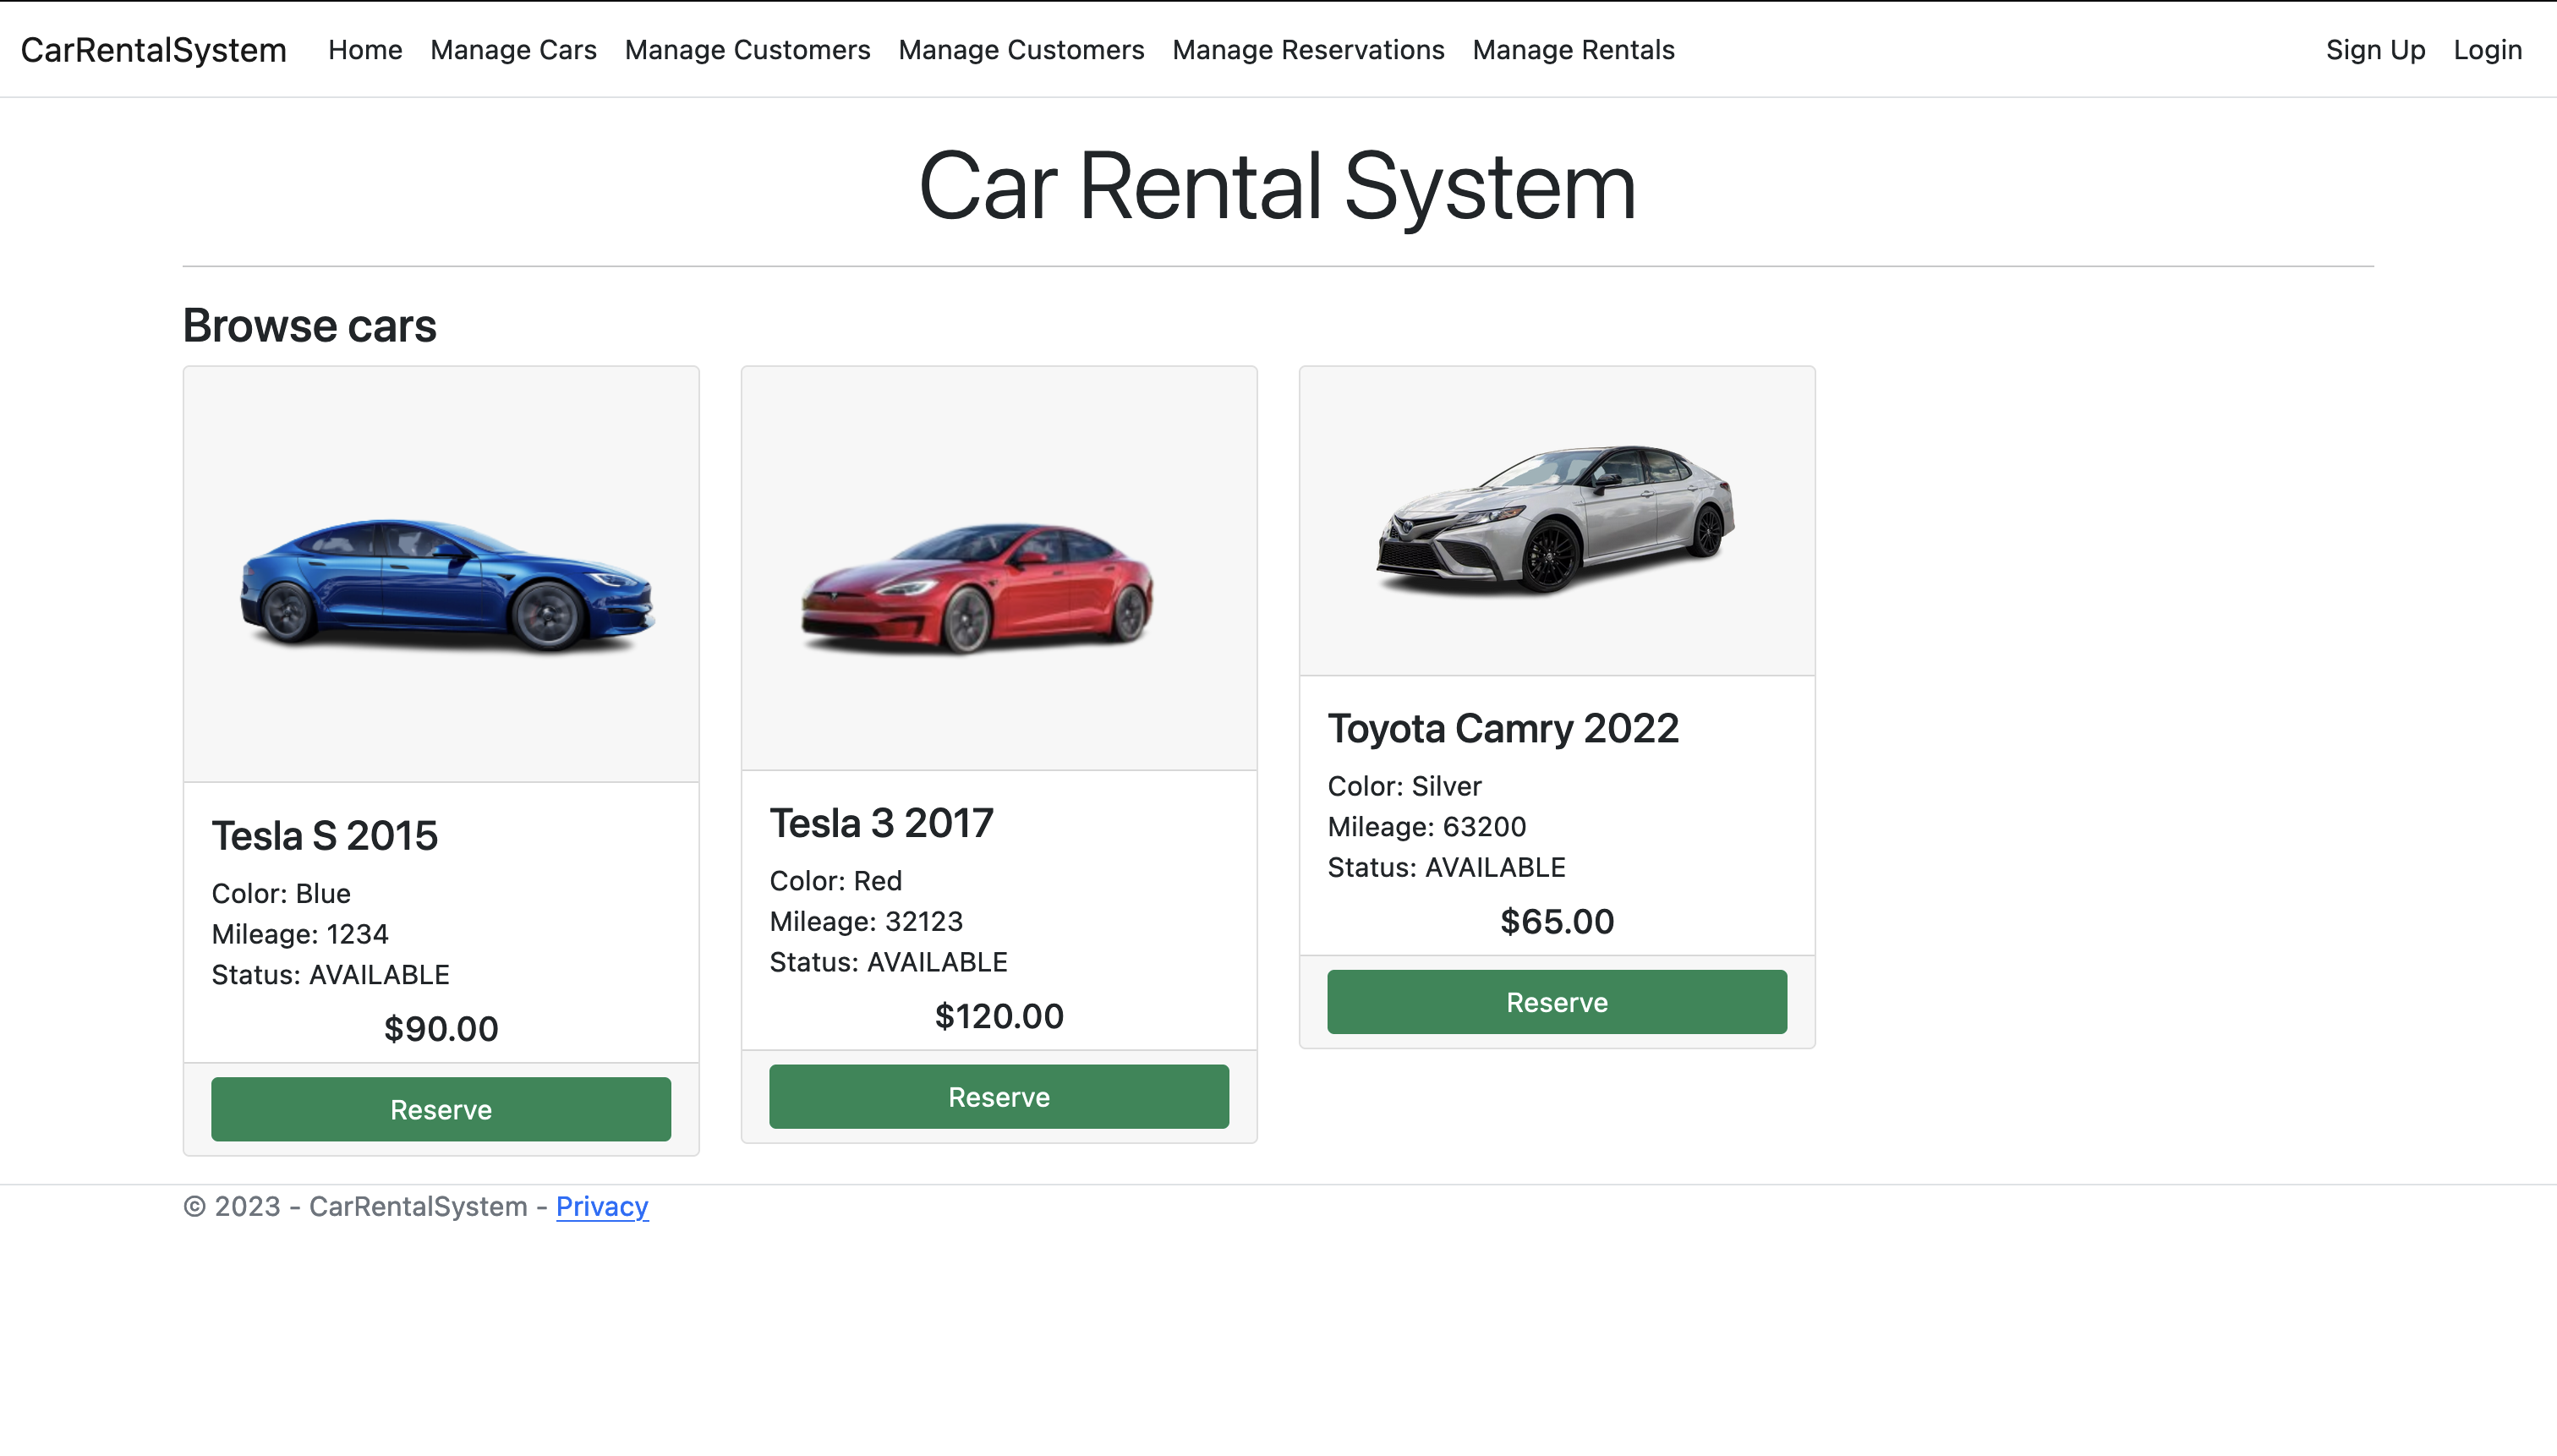 CarRentalSystem Home Manage Cars Manage Customers Manage Customers Manage Reservations Manage Rentals Sign Up Login
Car Rental System
Browse cars
Tesla S 2015
Color: Blue
Mileage: 1234
Status: AVAILABLE
$90.00
Reserve
Tesla 3 2017
Color: Red
Mileage: 32123
Status: AVAILABLE
$120.00
Reserve
Toyota Camry 2022
Color: Silver
Mileage: 63200
Status: AVAILABLE
$65.00
Reserve
© 2023 - CarRentalSystem - Privacy